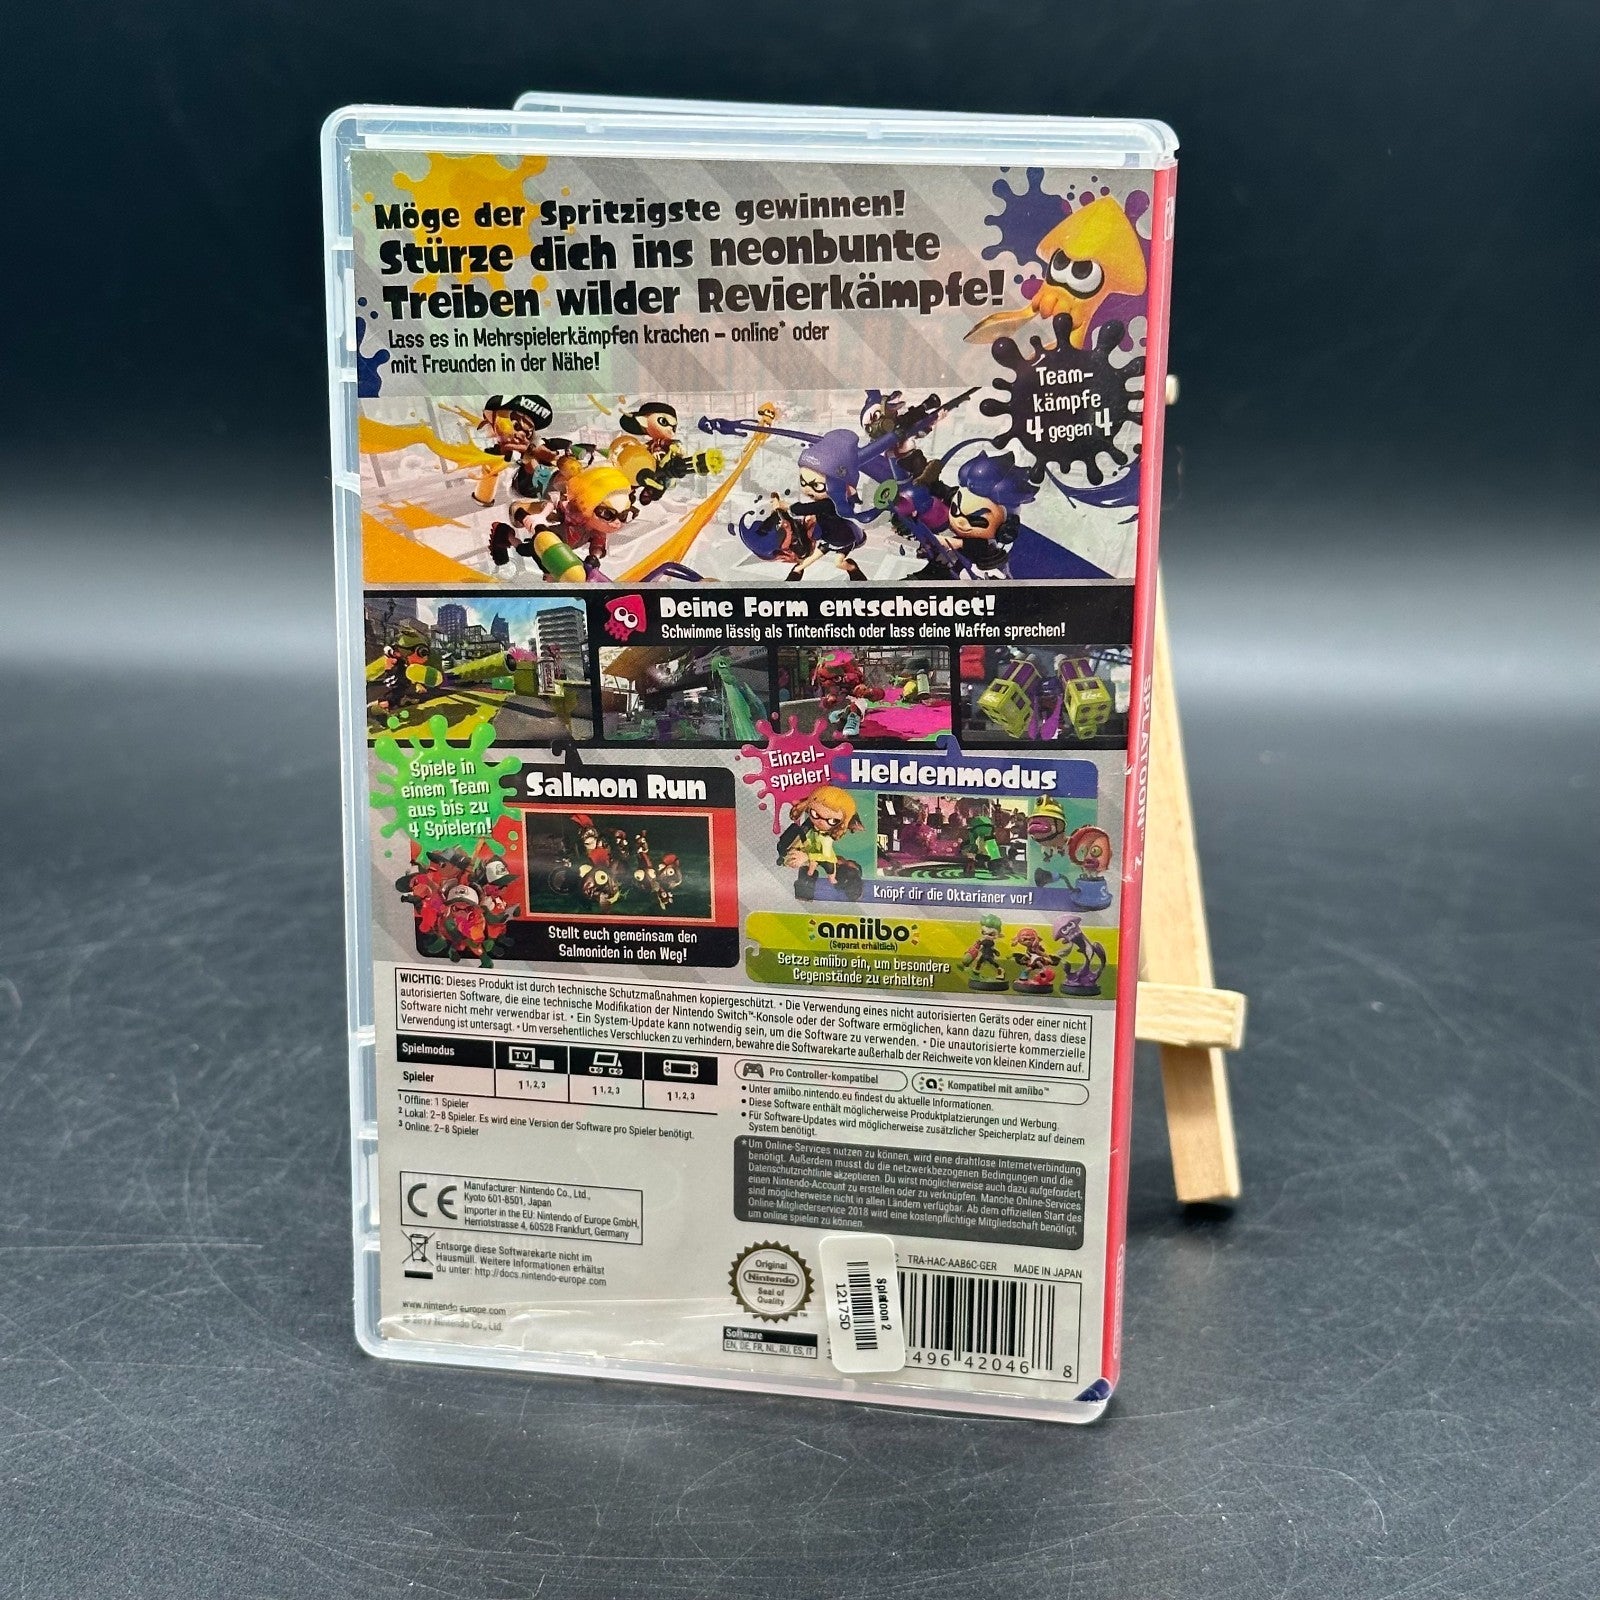 Möge der Spritzigste gewinnen!
Stürze dich ins neonbunte
Treiben wilder Revierkämpfe!
Lass es in Mehrspielerkämpfen krachen – online* oder
mit Freunden in der Nähe!
Team-
kämpfe
4 gegen 4
Deine Form entscheidet!
Schwimme lässig als Tintenfisch oder lass deine Waffen sprechen!
Spiele in
einem Team
aus bis zu
4 Spielern!
Salmon Run
Stellt euch gemeinsam den
Salmoniden in den Weg!
Einzel-
spieler!
Heldenmodus
Knöpf dir die Oktarianer vor!
amiibo
(Separat erhältlich)
Setze amiibo ein, um besondere
Gegenstände zu erhalten!
SPLATOON™ 2
WICHTIG: Dieses Produkt ist durch technische Schutzmaßnahmen kopiergeschützt. • Die Verwendung eines nicht autorisierten Geräts oder einer nicht
autorisierten Software, die eine technische Modifikation der Nintendo Switch™-Konsole oder der Software ermöglichen, kann dazu führen, dass diese
Software nicht mehr verwendbar ist. • Ein System-Update kann notwendig sein, um die Software zu verwenden. • Die unautorisierte kommerzielle
Verwendung ist untersagt. • Um versehentliches Verschlucken zu verhindern, bewahre die Softwarekarte außerhalb der Reichweite von kleinen Kindern auf.
Spielmodus
TV
Spieler
1 1, 2, 3
1 1, 2, 3
1 1, 2, 3
1 Offline: 1 Spieler
2 Lokal: 2–8 Spieler. Es wird eine Version der Software pro Spieler benötigt.
3 Online: 2–8 Spieler
Pro Controller-kompatibel
Kompatibel mit amiibo™
• Unter amiibo.nintendo.eu findest du aktuelle Informationen.
• Diese Software enthält möglicherweise Produktplatzierungen und Werbung.
• Für Software-Updates wird möglicherweise zusätzlicher Speicherplatz auf deinem
System benötigt.
*Um Online-Services nutzen zu können, wird eine drahtlose Internetverbindung
benötigt. Außerdem musst du die netzwerkbezogenen Bedingungen und die
Datenschutzrichtlinie akzeptieren. Du wirst möglicherweise auch dazu aufgefordert,
einen Nintendo-Account zu erstellen oder zu verknüpfen. Manche Online-Services
sind möglicherweise nicht in allen Ländern verfügbar. Ab dem offiziellen Start des
Online-Mitgliederservice 2018 wird eine kostenpflichtige Mitgliedschaft benötigt,
um online spielen zu können.
CE
Manufacturer: Nintendo Co., Ltd.,
Kyoto 601-8501, Japan
Importer in the EU: Nintendo of Europe GmbH,
Herriotstrasse 4, 60528 Frankfurt, Germany
Entsorge diese Softwarekarte nicht im
Hausmüll. Weitere Informationen erhältst
du unter: http://docs.nintendo-europe.com
www.nintendo-europe.com
© 2017 Nintendo Co., Ltd.
Original
Nintendo
Seal of
Quality
™
Software
EN, DE, FR, NL, RU, ES, IT
TRA-HAC-AAB6C-GER MADE IN JAPAN
Splatoon 2
12175D
496 42046 8